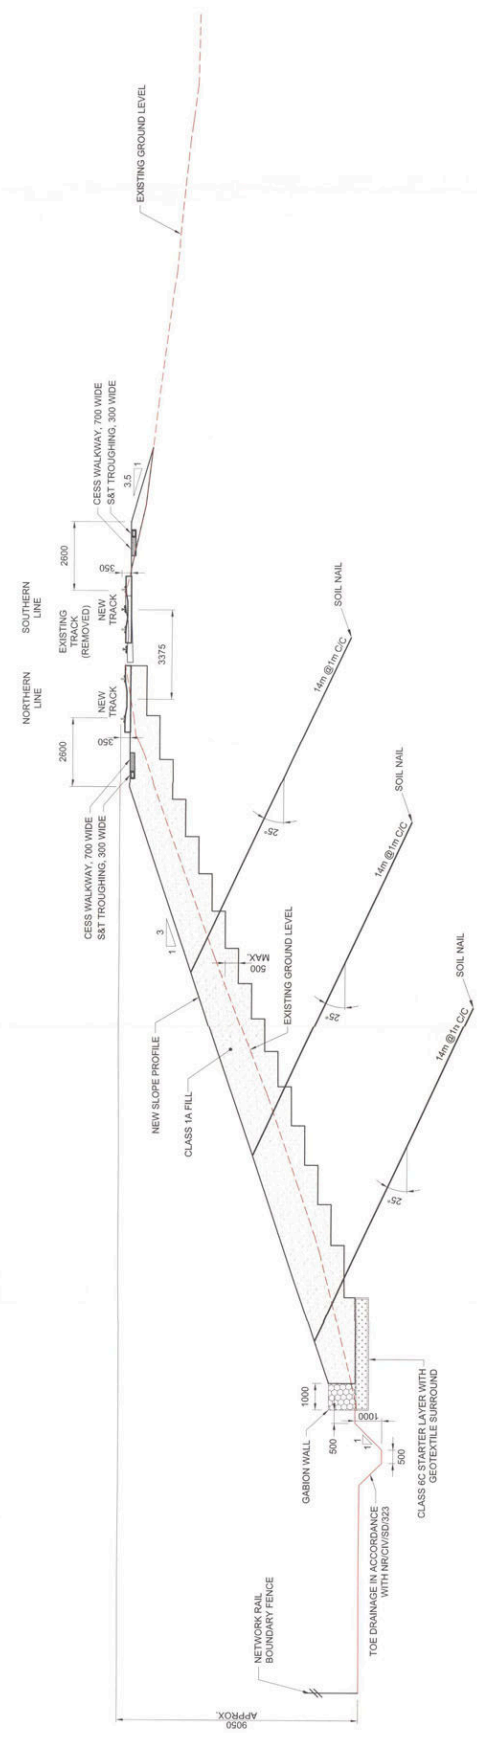 NETWORK RAIL
BOUNDARY FENCE
9050
APPROX.
TOE DRAINAGE IN ACCORDANCE
WITH NR/CIV/SD/323
500
1
1
1000
500
1000
GABION WALL
CLASS 6C STARTER LAYER WITH
GEOTEXTILE SURROUND
NEW SLOPE PROFILE
CLASS 1A FILL
3
1
500
MAX.
EXISTING GROUND LEVEL
25°
14m @1m C/C
SOIL NAIL
25°
14m @1m C/C
SOIL NAIL
25°
14m @1m C/C
SOIL NAIL
CESS WALKWAY, 700 WIDE
S&T TROUGHING, 300 WIDE
2600
350
NORTHERN
LINE
NEW
TRACK
3375
SOUTHERN
LINE
EXISTING
TRACK
(REMOVED)
NEW
TRACK
2600
350
CESS WALKWAY, 700 WIDE
S&T TROUGHING, 300 WIDE
3.5
1
EXISTING GROUND LEVEL